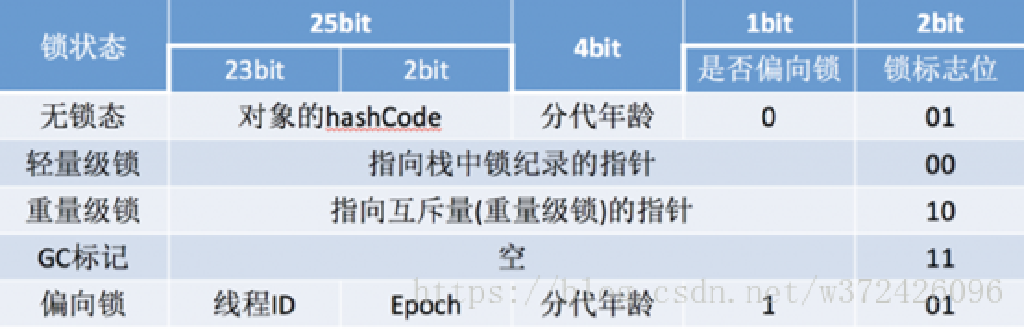 锁状态 25bit 4bit 1bit 2bit
23bit 2bit 是否偏向锁 锁标志位
无锁态 对象的hashCode 分代年龄 0 01
轻量级锁 指向栈中锁纪录的指针 00
重量级锁 指向互斥量(重量级锁)的指针 10
GC标记 空 11
偏向锁 线程ID Epoch 分代年龄 1 01
https://blog.csdn.net/w372426096